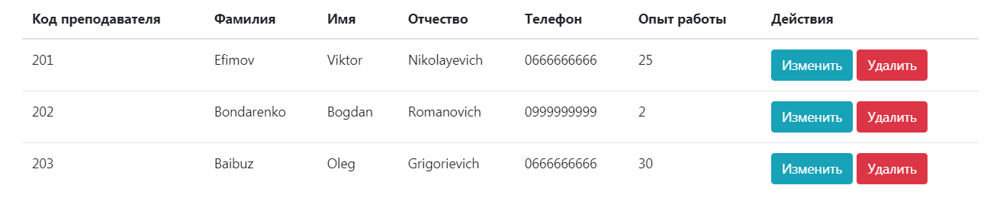 Код преподавателя Фамилия Имя Отчество Телефон Опыт работы Действия
201 Efimov Viktor Nikolayevich 0666666666 25 Изменить Удалить
202 Bondarenko Bogdan Romanovich 0999999999 2 Изменить Удалить
203 Baibuz Oleg Grigorievich 0666666666 30 Изменить Удалить